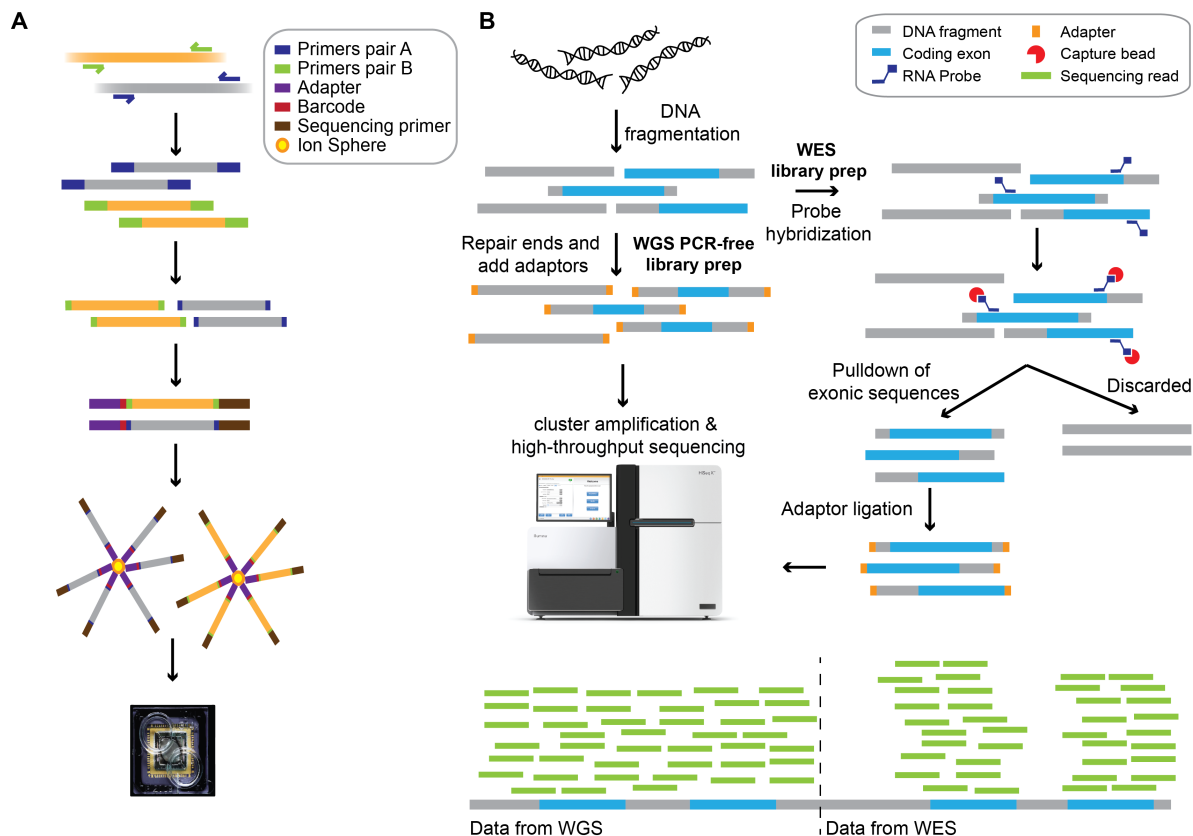 A
Primers pair A
Primers pair B
Adapter
Barcode
Sequencing primer
Ion Sphere
B
DNA fragment
Coding exon
RNA Probe
Adapter
Capture bead
Sequencing read
DNA
fragmentation
WES
library prep
Probe
hybridization
Repair ends and
add adaptors
WGS PCR-free
library prep
Pulldown of
exonic sequences
Discarded
cluster amplification &
high-throughput sequencing
Adaptor ligation
Data from WGS
Data from WES